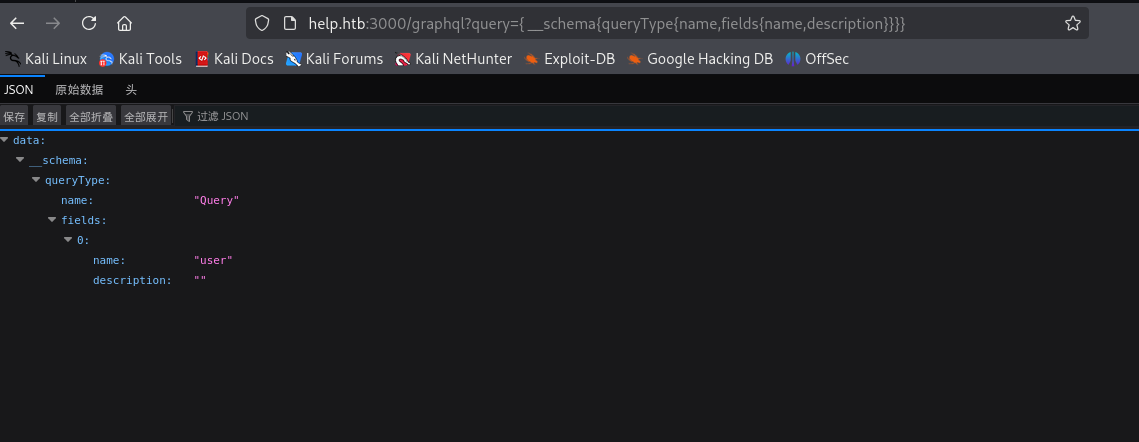 help.htb:3000/graphql?query={ __schema{queryType{name,fields{name,description}}}}
Kali Linux Kali Tools Kali Docs Kali Forums Kali NetHunter Exploit-DB Google Hacking DB OffSec
JSON 原始数据 头
保存 复制 全部折叠 全部展开 过滤 JSON
data:
__schema:
queryType:
name: "Query"
fields:
0:
name: "user"
description: ""